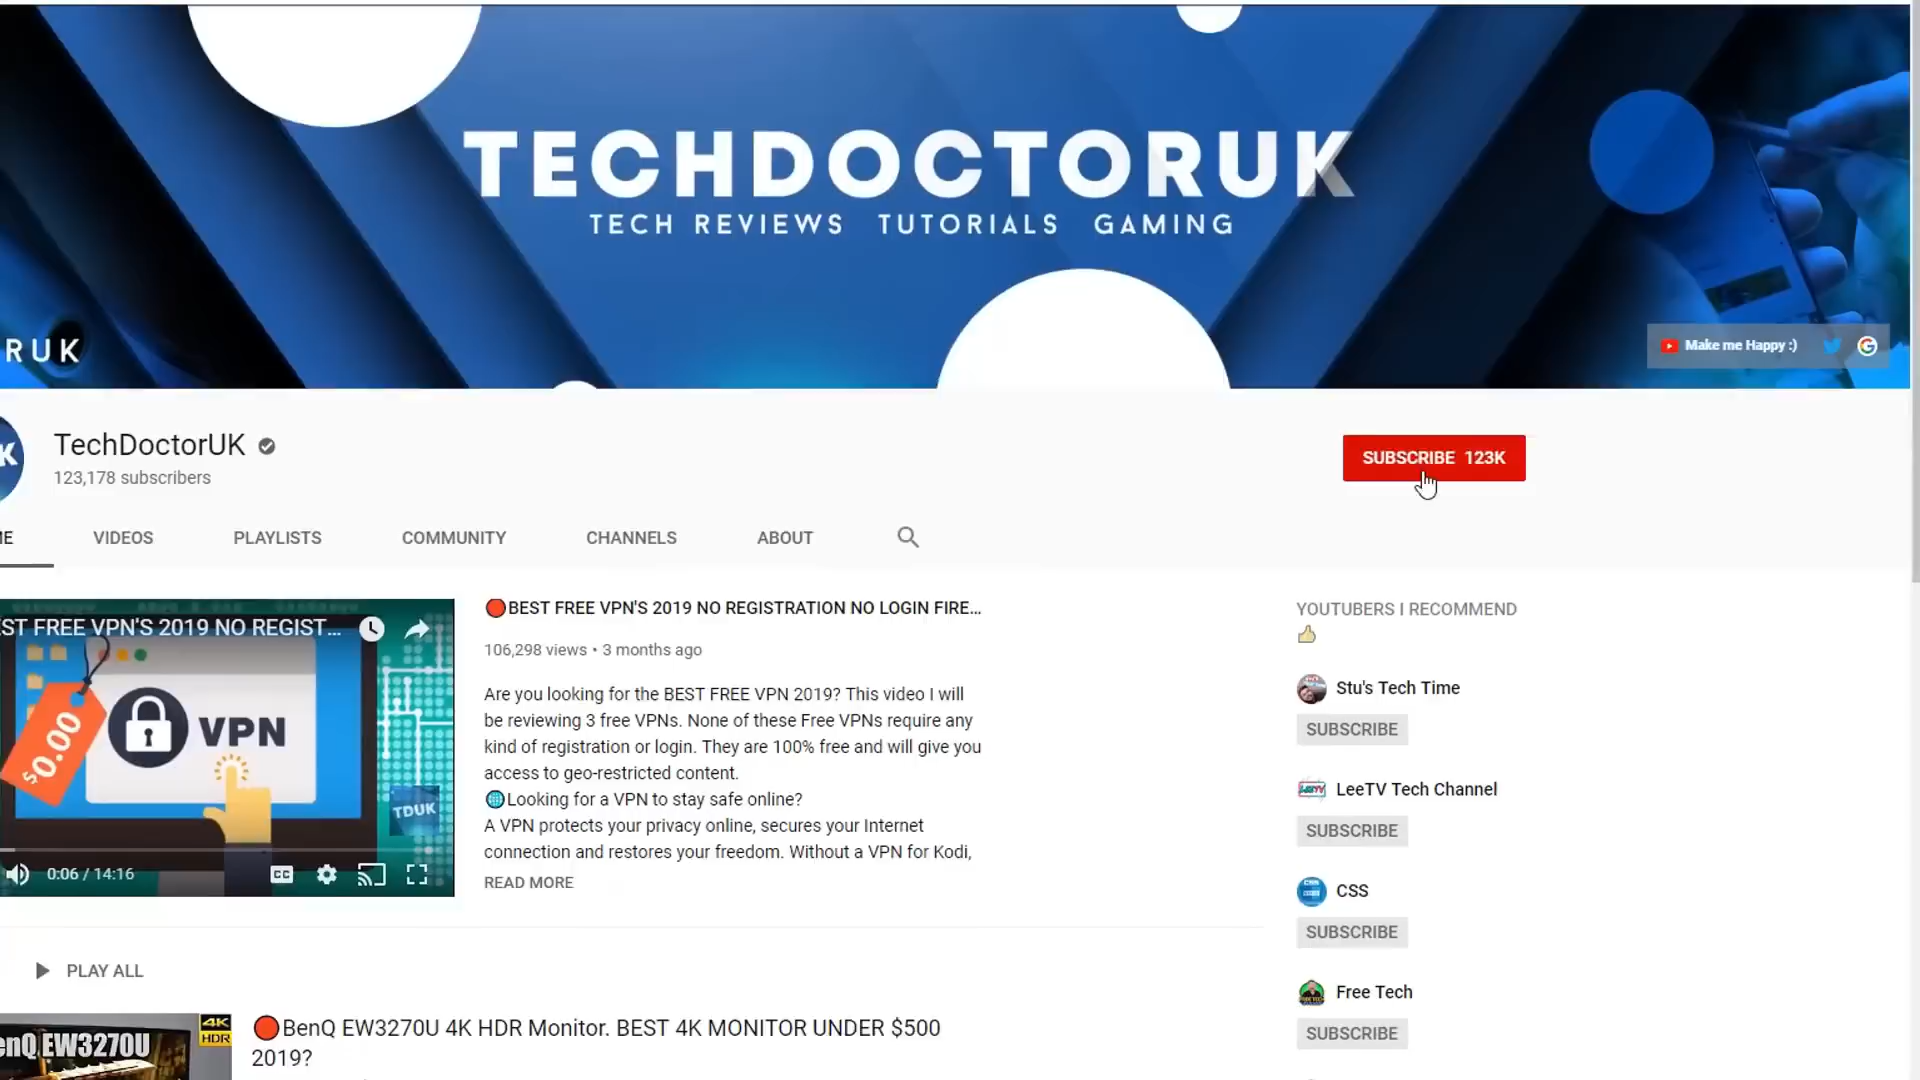 TECHDOCTORUK
TECH REVIEWS TUTORIALS GAMING
RUK
Make me Happy :)
K
TechDoctorUK
123,178 subscribers
SUBSCRIBE 123K
ME
VIDEOS
PLAYLISTS
COMMUNITY
CHANNELS
ABOUT
EST FREE VPN'S 2019 NO REGIST...
$0.00
VPN
TDUK
0:06 / 14:16
CC
BEST FREE VPN'S 2019 NO REGISTRATION NO LOGIN FIRE...
106,298 views • 3 months ago
Are you looking for the BEST FREE VPN 2019? This video I will
be reviewing 3 free VPNs. None of these Free VPNs require any
kind of registration or login. They are 100% free and will give you
access to geo-restricted content.
Looking for a VPN to stay safe online?
A VPN protects your privacy online, secures your Internet
connection and restores your freedom. Without a VPN for Kodi,
READ MORE
YOUTUBERS I RECOMMEND
Stu's Tech Time
SUBSCRIBE
LeeTV Tech Channel
SUBSCRIBE
CSS
SUBSCRIBE
Free Tech
SUBSCRIBE
PLAY ALL
enQ EW3270U
4K
HDR
BenQ EW3270U 4K HDR Monitor. BEST 4K MONITOR UNDER $500
2019?